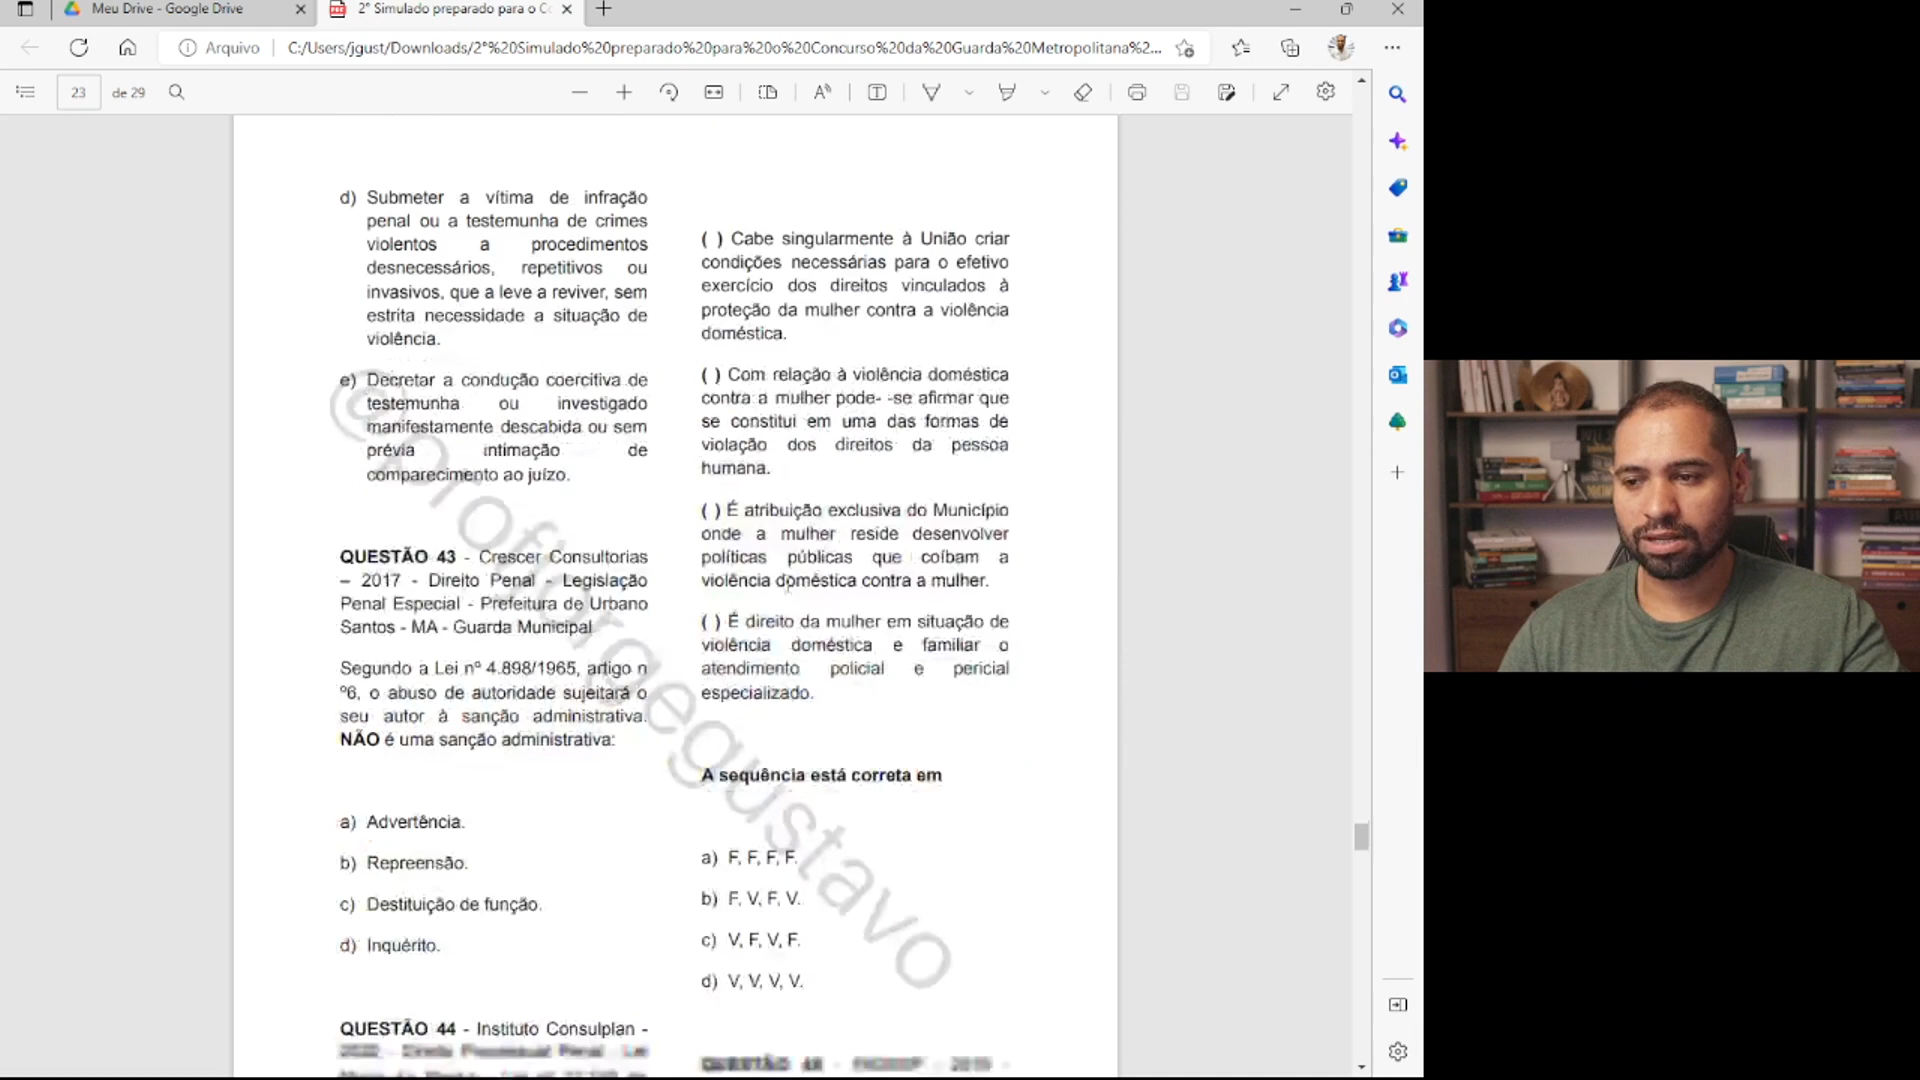 Meu Drive - Google Drive
2° Simulado preparado para o Co
Arquivo
C:/Users/jgust/Downloads/2°%20Simulado%20preparado%20para%20o%20Concurso%20da%20Guarda%20Metropolitana%2...
23 de 29
d) Submeter a vítima de infração
penal ou a testemunha de crimes
violentos a procedimentos
desnecessários, repetitivos ou
invasivos, que a leve a reviver, sem
estrita necessidade a situação de
violência.
e) Decretar a condução coercitiva de
testemunha ou investigado
manifestamente descabida ou sem
prévia intimação de
comparecimento ao juízo.
QUESTÃO 43 - Crescer Consultorias
– 2017 - Direito Penal - Legislação
Penal Especial - Prefeitura de Urbano
Santos - MA - Guarda Municipal
Segundo a Lei nº 4.898/1965, artigo n
º6, o abuso de autoridade sujeitará o
seu autor à sanção administrativa.
NÃO é uma sanção administrativa:
a) Advertência.
b) Repreensão.
c) Destituição de função.
d) Inquérito.
QUESTÃO 44 - Instituto Consulplan -
( ) Cabe singularmente à União criar
condições necessárias para o efetivo
exercício dos direitos vinculados à
proteção da mulher contra a violência
doméstica.
( ) Com relação à violência doméstica
contra a mulher pode- -se afirmar que
se constitui em uma das formas de
violação dos direitos da pessoa
humana.
( ) É atribuição exclusiva do Município
onde a mulher reside desenvolver
políticas públicas que coíbam a
violência doméstica contra a mulher.
( ) É direito da mulher em situação de
violência doméstica e familiar o
atendimento policial e pericial
especializado.
A sequência está correta em
a) F, F, F, F.
b) F, V, F, V.
c) V, F, V, F.
d) V, V, V, V.
@profjorgegustavo